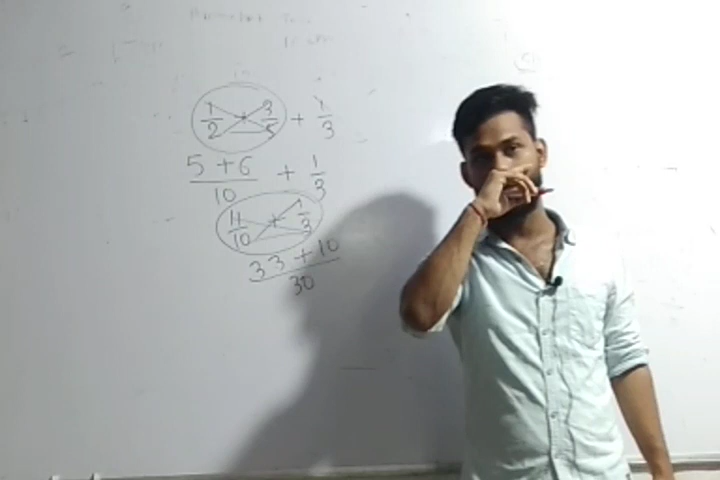 1/2 + 3/5 + 1/3
5 + 6/10 + 1/3
11/10 + 1/3
33 + 10/30